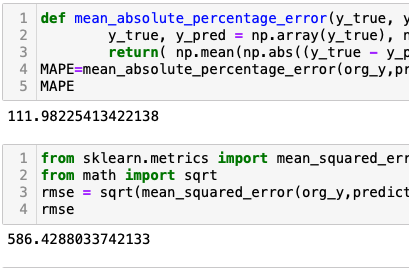 1 def mean_absolute_percentage_error(y_true, y
2 y_true, y_pred = np.array(y_true), n
3 return( np.mean(np.abs((y_true - y_p
4 MAPE=mean_absolute_percentage_error(org_y,pr
5 MAPE
111.98225413422138
1 from sklearn.metrics import mean_squared_err
2 from math import sqrt
3 rmse = sqrt(mean_squared_error(org_y,predict
4 rmse
586.4288033742133